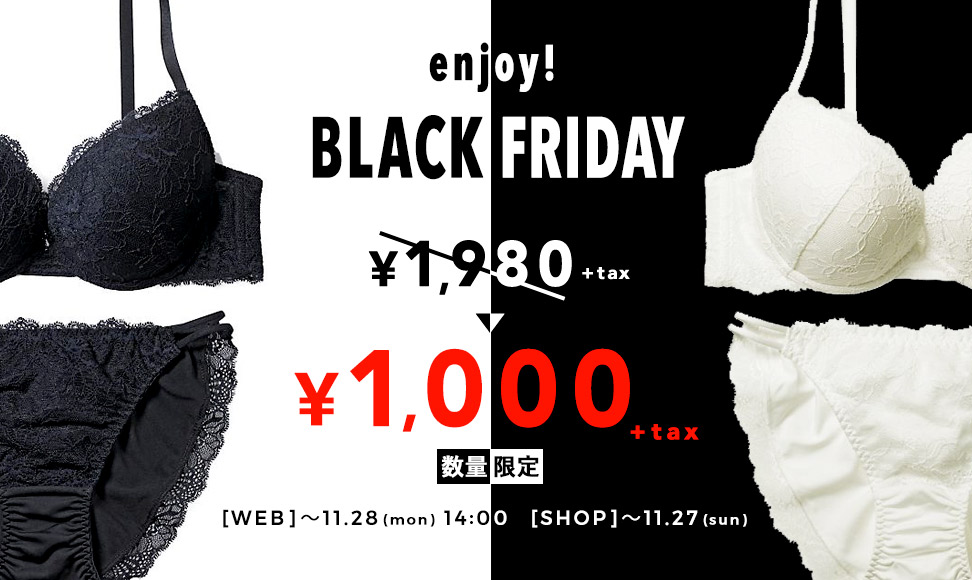 enjoy!
BLACK FRIDAY
¥1,980 +tax
¥1,000 +tax
数量限定
[WEB]～11.28(mon) 14:00 [SHOP]～11.27(sun)